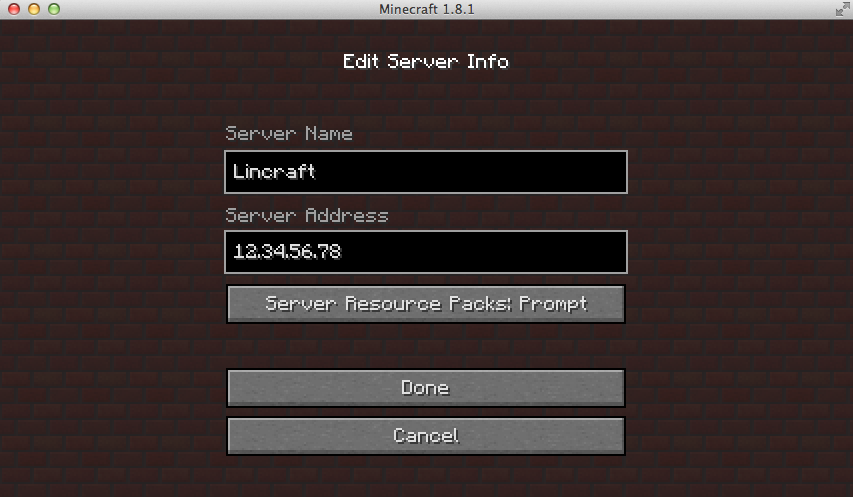 Minecraft 1.8.1
Edit Server Info
Server Name
Lincraft
Server Address
12.34.56.78
Server Resource Packs: Prompt
Done
Cancel